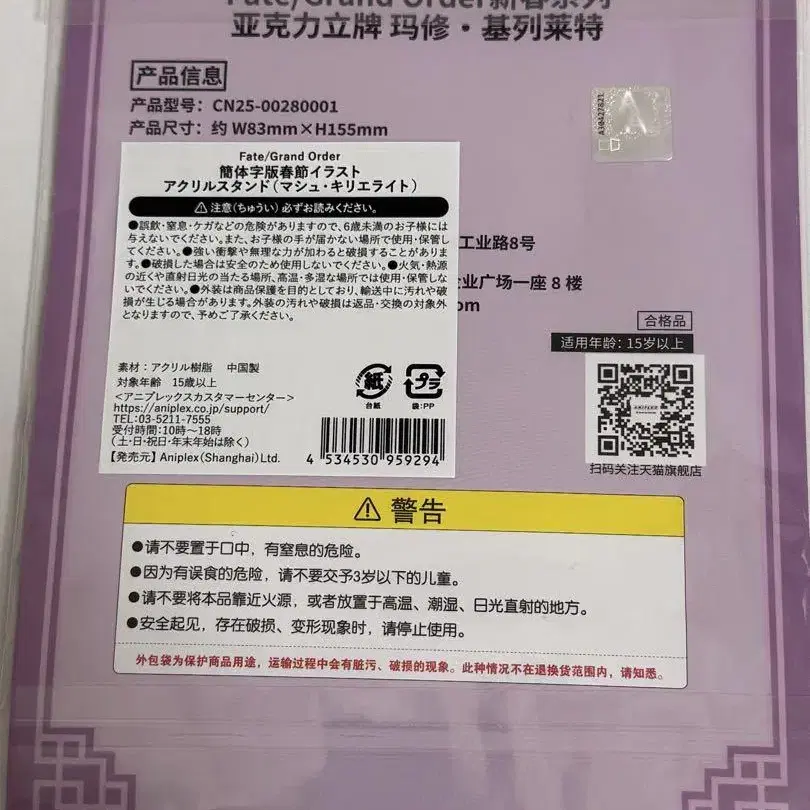 Fate/Grand Order新春系列
亚克力立牌 玛修・基列莱特
产品信息
产品型号：CN25-00280001
产品尺寸：约 W83mm×H155mm
Fate/Grand Order
簡体字版春節イラスト
アクリルスタンド（マシュ・キリエライト）
⚠注意（ちゅうい）必ずお読みください。
●誤飲・窒息・ケガなどの危険がありますので、6歳未満のお子様には
与えないでください。また、お子様の手が届かない場所で使用・保管し
てください。●強い衝撃や無理な力が加わると破損することがありま
す。●破損した場合は安全のため使用しないでください。●火気・熱源
の近くや直射日光の当たる場所、高温・多湿な場所では使用・保管しな
いでください。●外装は商品保護を目的としており、輸送中に汚れや破
損が生じる場合があります。外装の汚れや破損は返品・交換の対象外
となりますので、予めご了承ください。
素材：アクリル樹脂 中国製
対象年齢 15歳以上
<アニプレックスカスタマーセンター>
https://aniplex.co.jp/support/
TEL:03-5211-7555
受付時間:10時～18時
(土・日・祝日・年末年始は除く)
【発売元】Aniplex(Shanghai)Ltd.
紙
台紙
プラ
袋:PP
4 534530 959294
工业路8号
业广场一座 8 楼
om
合格品
适用年龄：15岁以上
ANIPLEX
扫码关注天猫旗舰店
⚠ 警告
●请不要置于口中，有窒息的危险。
●因为有误食的危险，请不要交予3岁以下的儿童。
●请不要将本品靠近火源，或者放置于高温、潮湿、日光直射的地方。
●安全起见，存在破损、变形现象时，请停止使用。
外包袋为保护商品用途，运输过程中会有脏污、破损的现象。此种情况不在退换货范围内，请知悉。